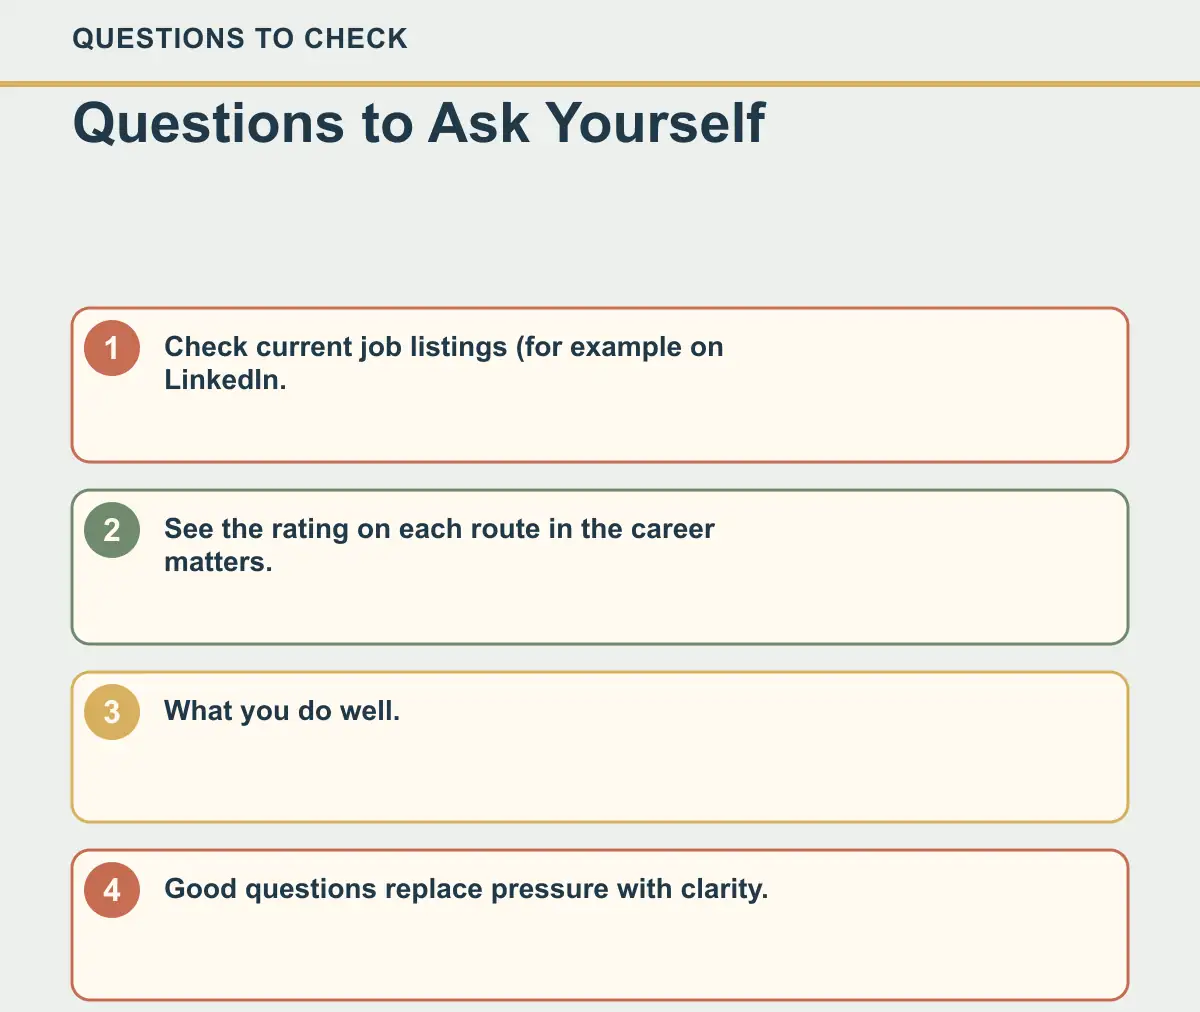 QUESTIONS TO CHECK
Questions to Ask Yourself
1
Check current job listings (for example on
LinkedIn.
2
See the rating on each route in the career
matters.
3
What you do well.
4
Good questions replace pressure with clarity.